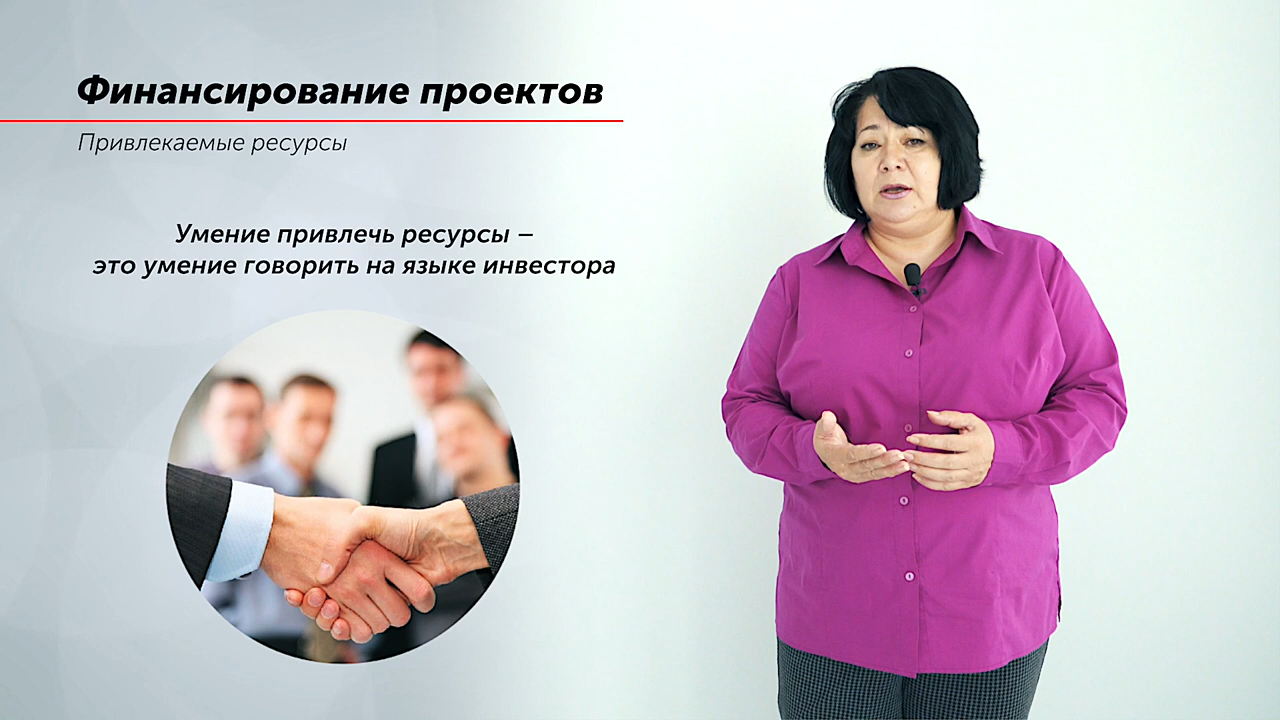 Финансирование проектов
Привлекаемые ресурсы
Умение привлечь ресурсы –
это умение говорить на языке инвестора